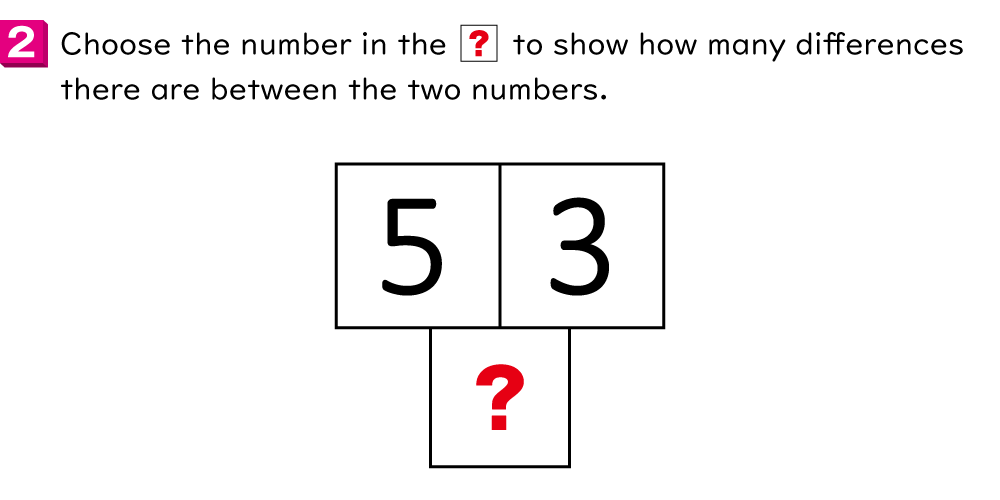 2 Choose the number in the ? to show how many differences
there are between the two numbers.
5 3
?